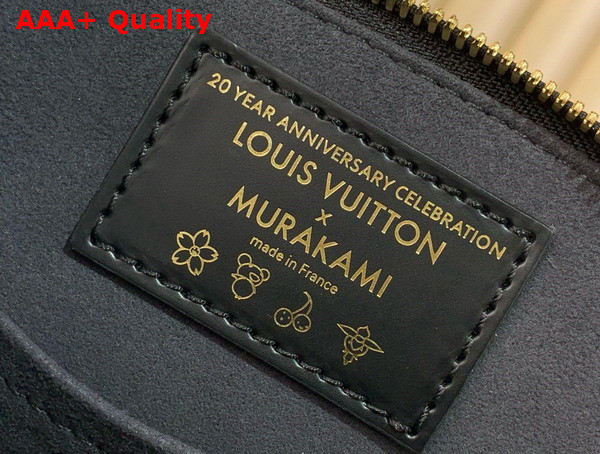 AAA+ Quality
20 YEAR ANNIVERSARY CELEBRATION
LOUIS VUITTON
x
MURAKAMI
made in France